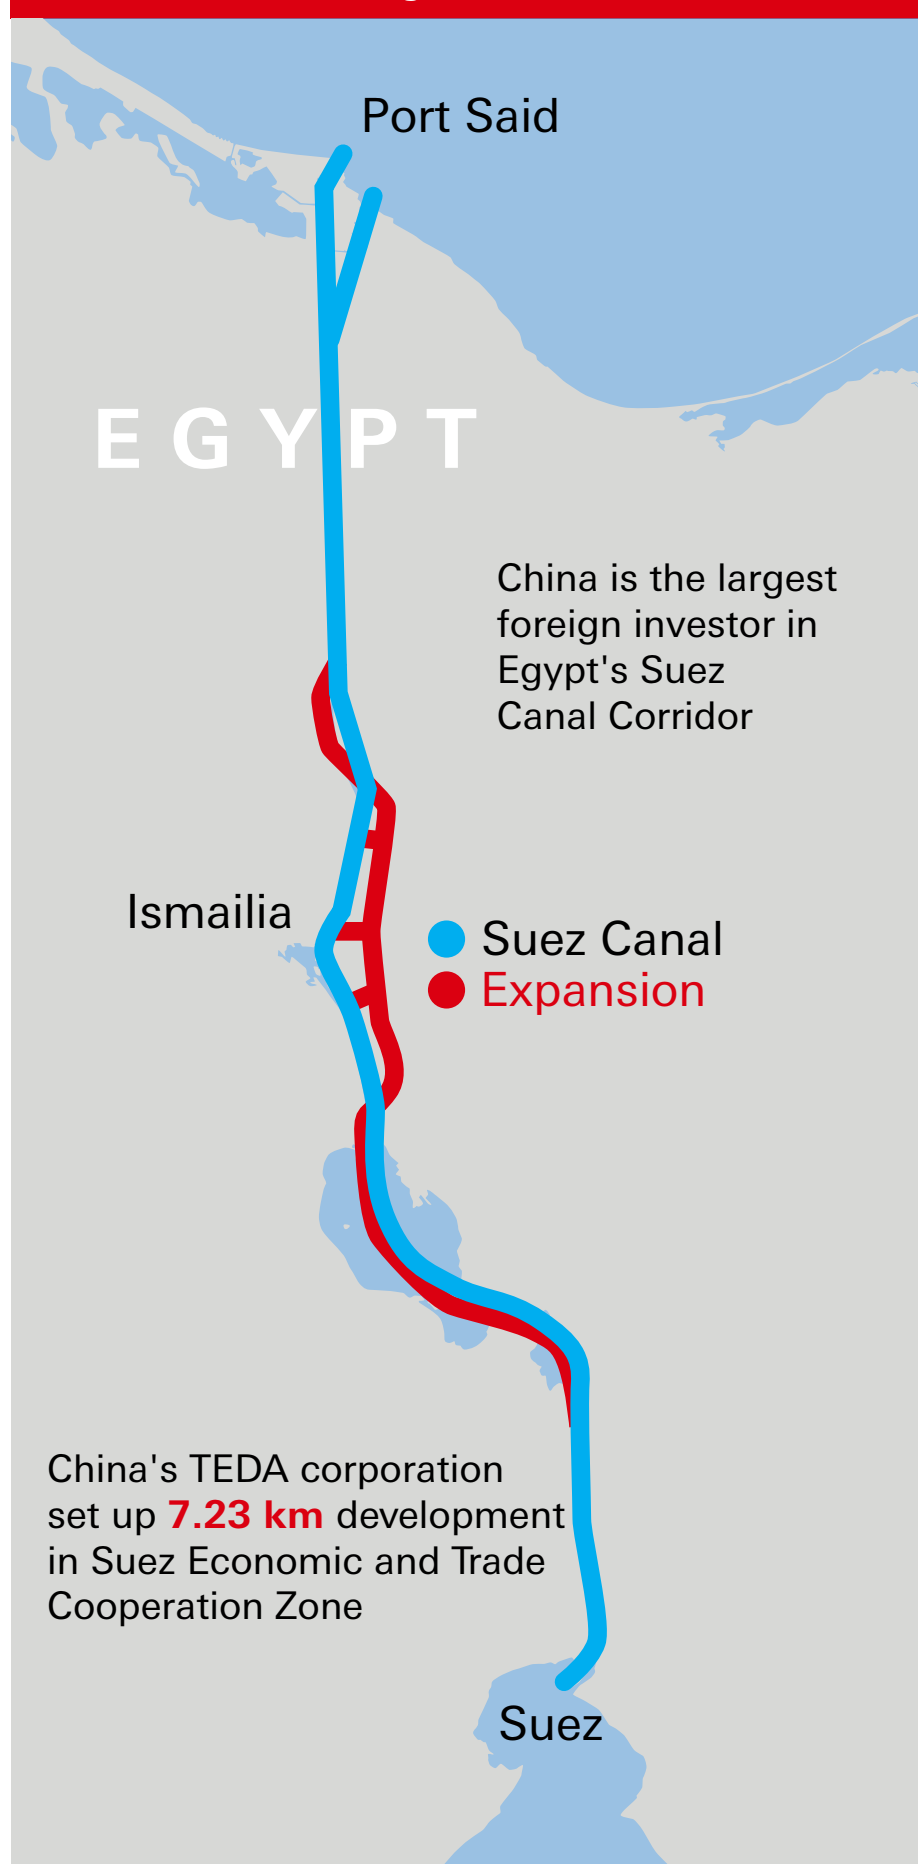 Port Said
EGYPT
China is the largest
foreign investor in
Egypt's Suez
Canal Corridor
Ismailia
Suez Canal
Expansion
China's TEDA corporation
set up 7.23 km development
in Suez Economic and Trade
Cooperation Zone
Suez